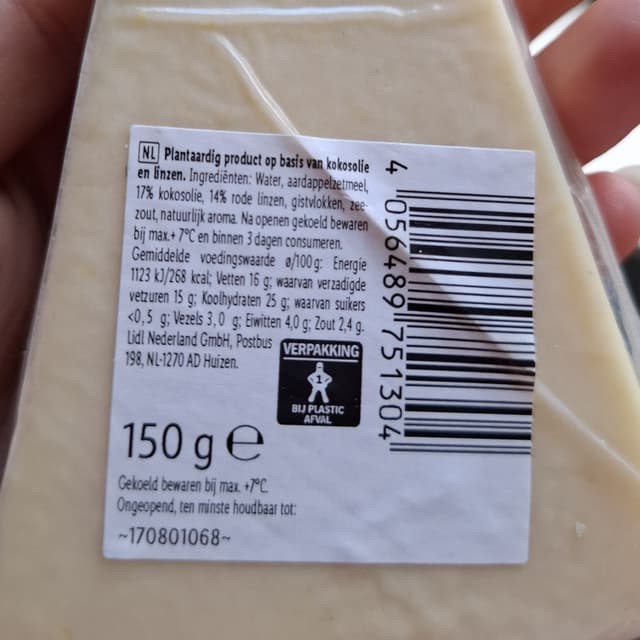 NL Plantaardig product op basis van kokosolie
en linzen. Ingrediënten: Water, aardappelzetmeel,
17% kokosolie, 14% rode linzen, gistvlokken, zee-
zout, natuurlijk aroma. Na openen gekoeld bewaren
bij max.+ 7°C en binnen 3 dagen consumeren.
Gemiddelde voedingswaarde ø/100 g: Energie
1123 kJ/268 kcal; Vetten 16 g; waarvan verzadigde
vetzuren 15 g; Koolhydraten 25 g; waarvan suikers
<0,5 g; Vezels 3,0 g; Eiwitten 4,0 g; Zout 2,4 g.
Lidl Nederland GmbH, Postbus
198, NL-1270 AD Huizen.
VERPAKKING
1
BIJ PLASTIC
AFVAL
150 g e
Gekoeld bewaren bij max. +7°C
Ongeopend, ten minste houdbaar tot:
~170801068~
4 056489 751304